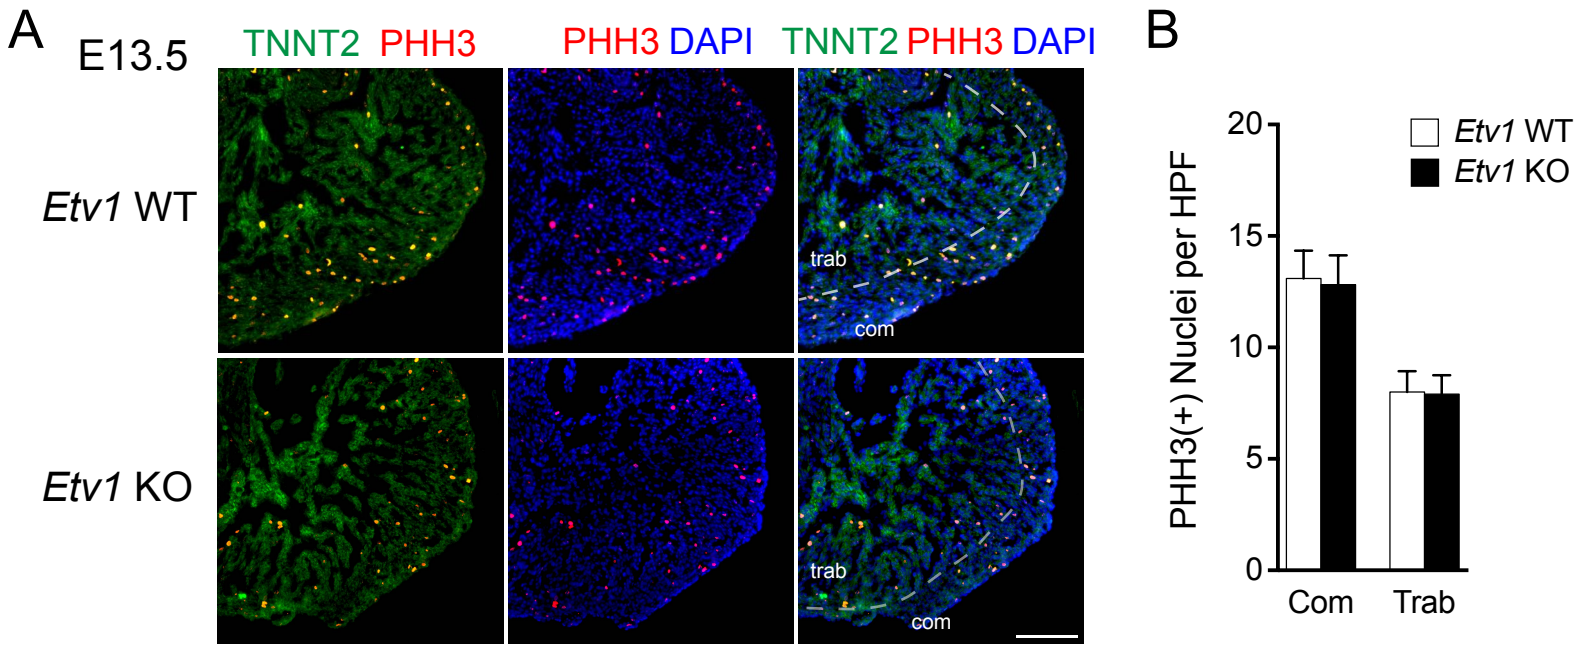 A
E13.5
TNNT2 PHH3
PHH3 DAPI
TNNT2 PHH3 DAPI
Etv1 WT
trab
com
Etv1 KO
trab
com
B
Etv1 WT
Etv1 KO
PHH3(+) Nuclei per HPF
20
15
10
5
0
Com
Trab